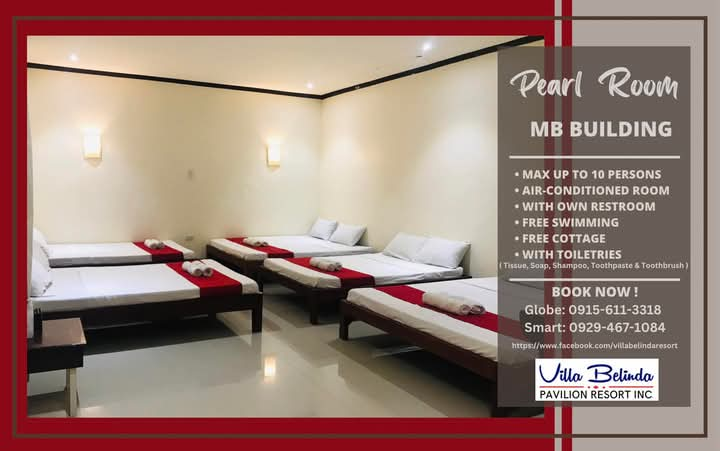 Pearl Room
MB BUILDING
• MAX UP TO 10 PERSONS
• AIR-CONDITIONED ROOM
• WITH OWN RESTROOM
• FREE SWIMMING
• FREE COTTAGE
• WITH TOILETRIES
( Tissue, Soap, Shampoo, Toothpaste & Toothbrush )
BOOK NOW !
Globe: 0915-611-3318
Smart: 0929-467-1084
https://www.facebook.com/villabelindaresort
Villa Belinda
PAVILION RESORT INC